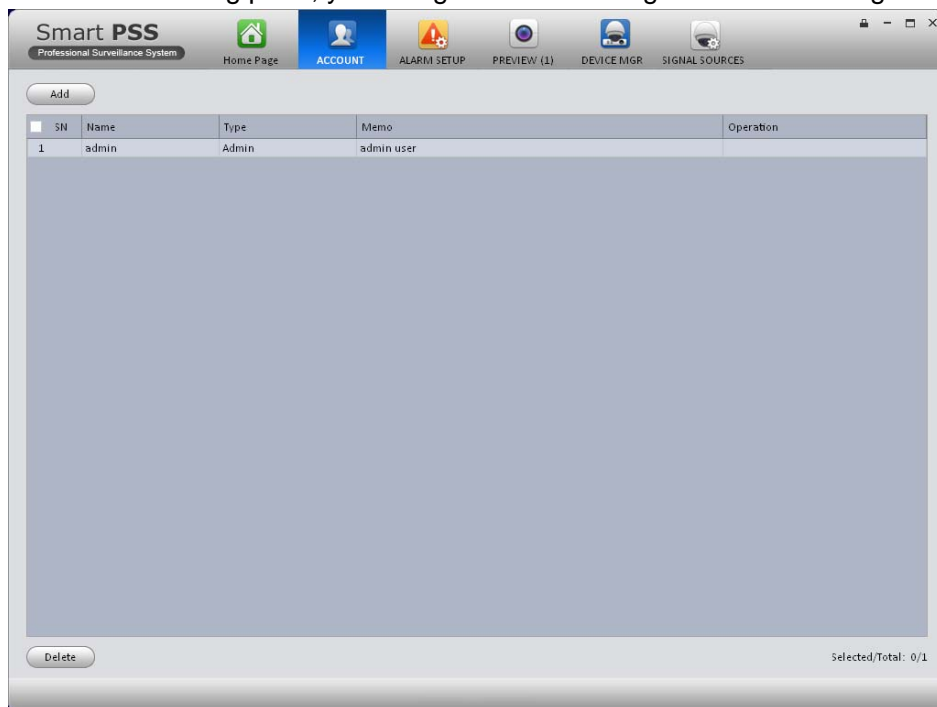 Smart PSS
Professional Surveillance System
Home Page
ACCOUNT
ALARM SETUP
PREVIEW (1)
DEVICE MGR
SIGNAL SOURCES
Add
SN Name Type Memo Operation
1 admin Admin admin user
Delete
Selected/Total: 0/1